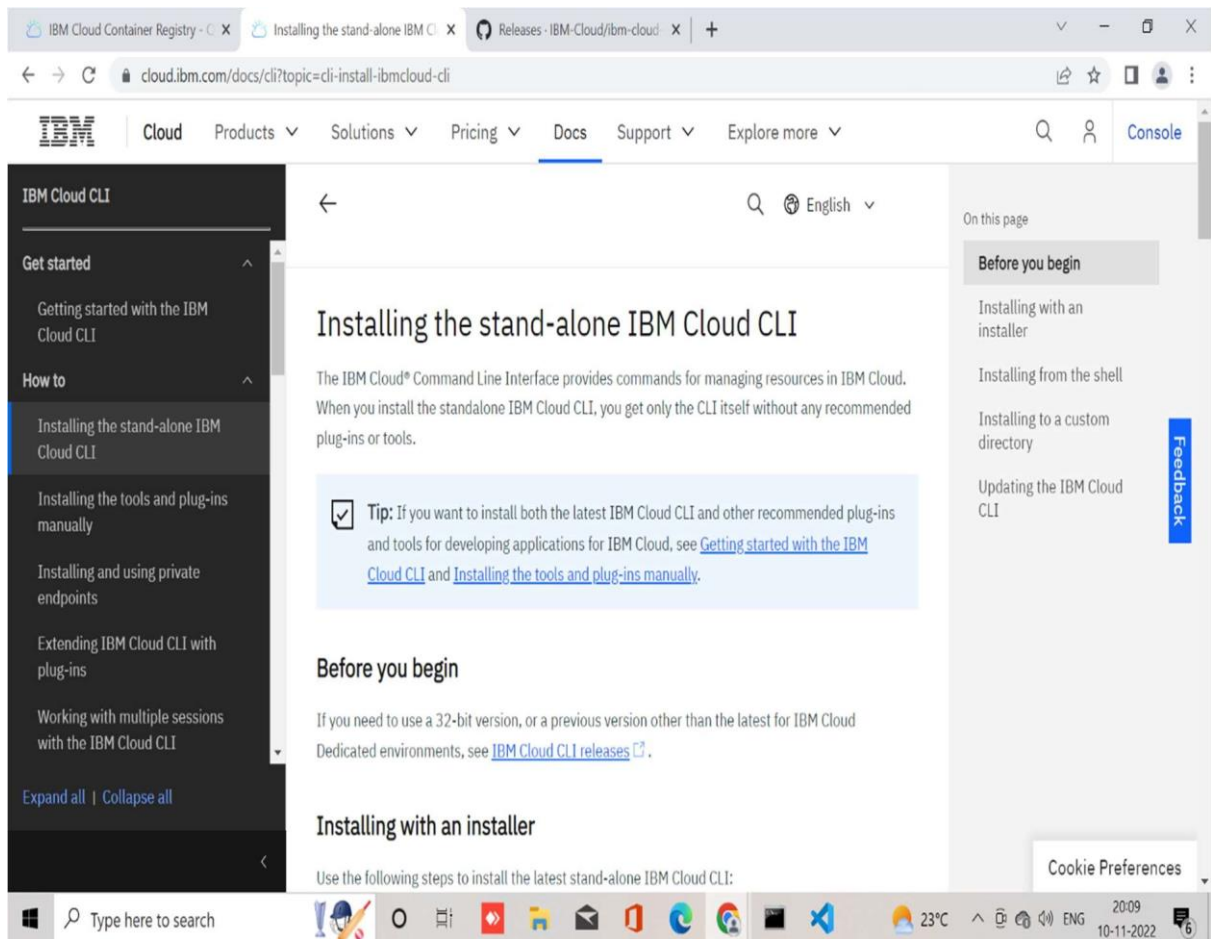 IBM Cloud Container Registry - C
Installing the stand-alone IBM Cl
Releases · IBM-Cloud/ibm-cloud
cloud.ibm.com/docs/cli?topic=cli-install-ibmcloud-cli
IBM
Cloud
Products
Solutions
Pricing
Docs
Support
Explore more
Console
IBM Cloud CLI
Get started
Getting started with the IBM
Cloud CLI
How to
Installing the stand-alone IBM
Cloud CLI
Installing the tools and plug-ins
manually
Installing and using private
endpoints
Extending IBM Cloud CLI with
plug-ins
Working with multiple sessions
with the IBM Cloud CLI
Expand all | Collapse all
English
Installing the stand-alone IBM Cloud CLI
The IBM Cloud® Command Line Interface provides commands for managing resources in IBM Cloud.
When you install the standalone IBM Cloud CLI, you get only the CLI itself without any recommended
plug-ins or tools.
Tip: If you want to install both the latest IBM Cloud CLI and other recommended plug-ins
and tools for developing applications for IBM Cloud, see Getting started with the IBM
Cloud CLI and Installing the tools and plug-ins manually.
Before you begin
If you need to use a 32-bit version, or a previous version other than the latest for IBM Cloud
Dedicated environments, see IBM Cloud CLI releases.
Installing with an installer
Use the following steps to install the latest stand-alone IBM Cloud CLI:
On this page
Before you begin
Installing with an
installer
Installing from the shell
Installing to a custom
directory
Updating the IBM Cloud
CLI
Feedback
Cookie Preferences
Type here to search
23°C
ENG
20:09
10-11-2022
6